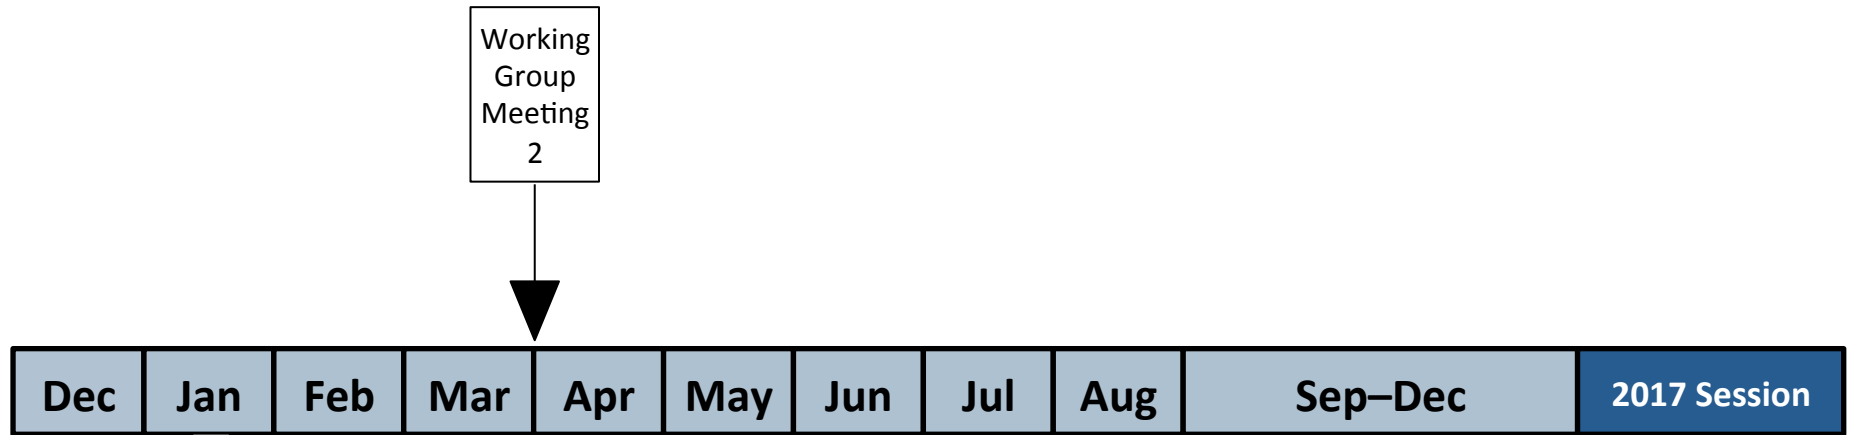 Working
Group
Meeting
2
Dec Jan Feb Mar Apr May Jun Jul Aug Sep–Dec 2017 Session